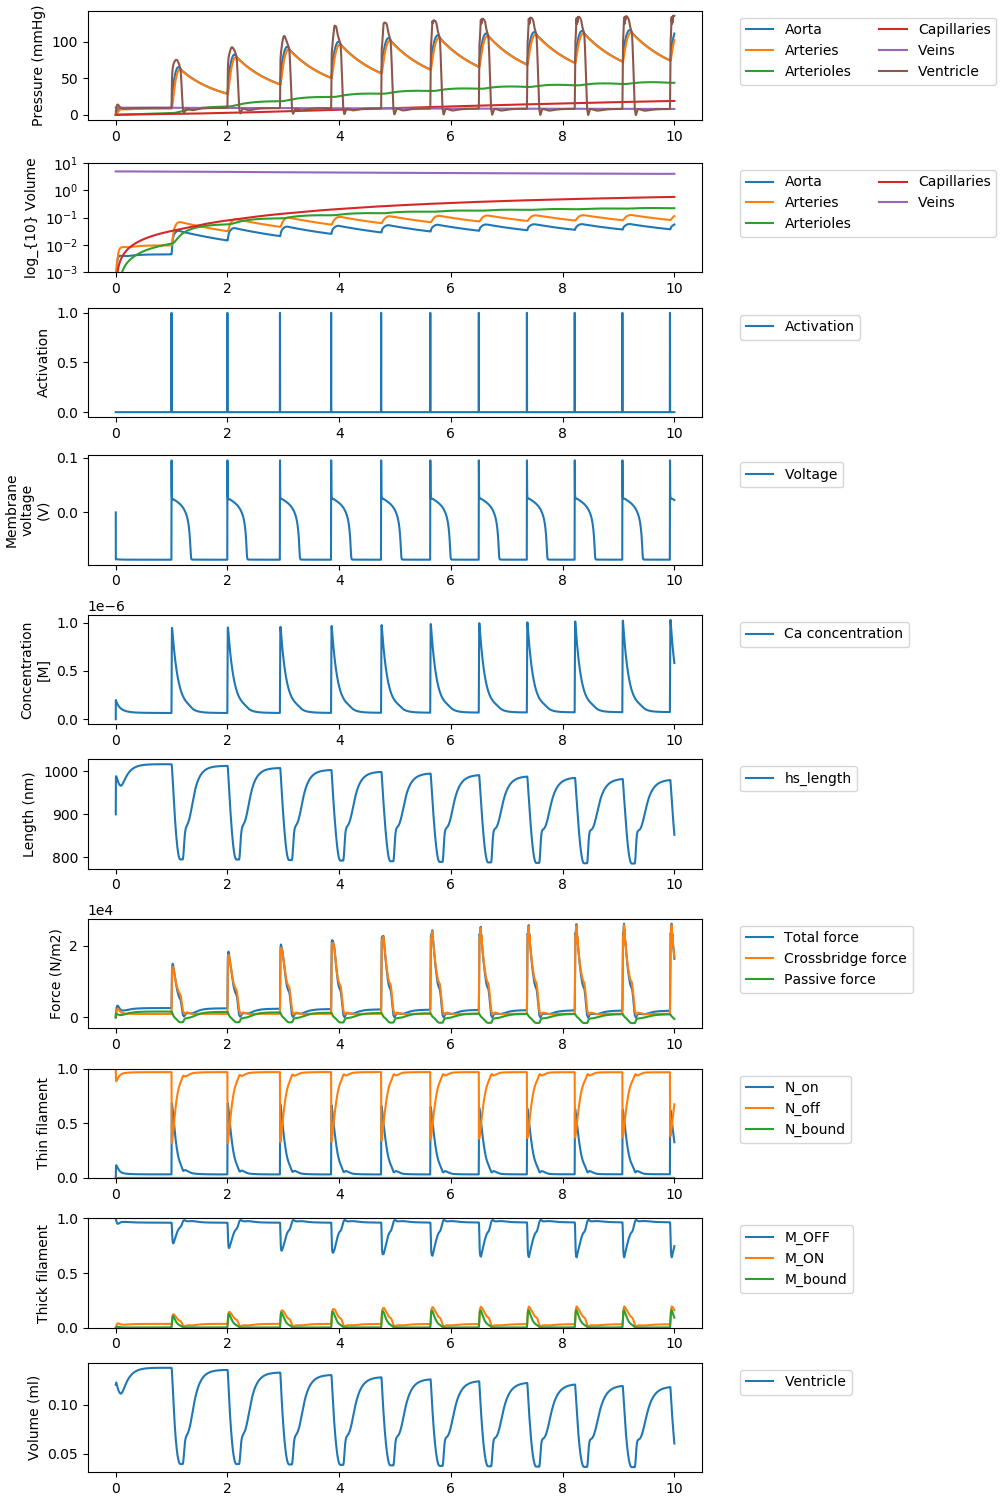 Pressure (mmHg)
100
50
0
0 2 4 6 8 10
Aorta
Arteries
Arterioles
Capillaries
Veins
Ventricle
log_{10} Volume
10^1
10^0
10^−1
10^−2
10^−3
0 2 4 6 8 10
Aorta
Arteries
Arterioles
Capillaries
Veins
Activation
1.0
0.5
0.0
0 2 4 6 8 10
Activation
Membrane
voltage
(V)
0.1
0.0
0 2 4 6 8 10
Voltage
1e−6
Concentration
[M]
1.0
0.5
0.0
0 2 4 6 8 10
Ca concentration
Length (nm)
1000
900
800
0 2 4 6 8 10
hs_length
1e4
Force (N/m2)
2
0
0 2 4 6 8 10
Total force
Crossbridge force
Passive force
Thin filament
1.0
0.5
0.0
0 2 4 6 8 10
N_on
N_off
N_bound
Thick filament
1.0
0.5
0.0
0 2 4 6 8 10
M_OFF
M_ON
M_bound
Volume (ml)
0.10
0.05
0 2 4 6 8 10
Ventricle